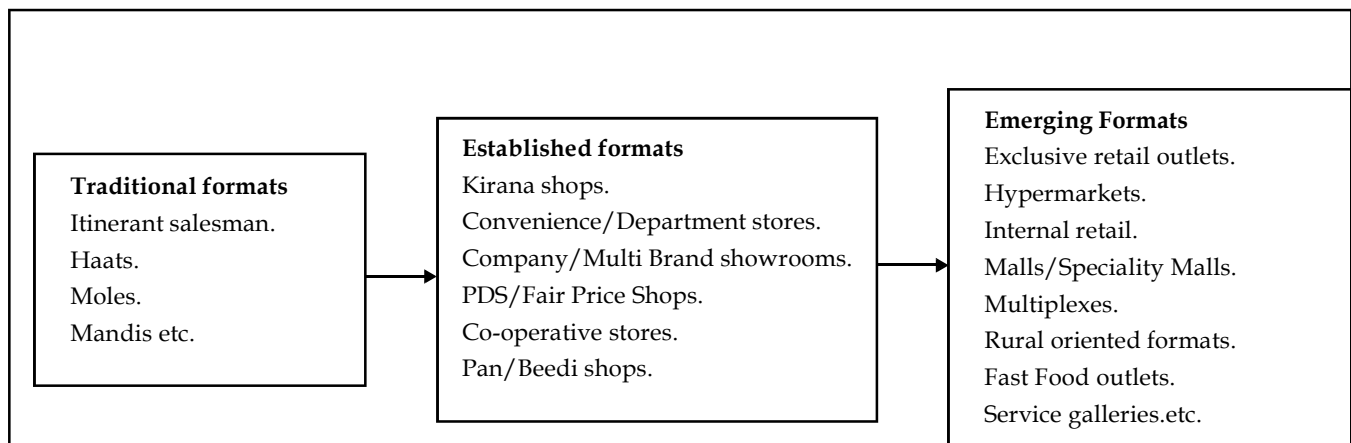 Traditional formats
Itinerant salesman.
Haats.
Moles.
Mandis etc.
Established formats
Kirana shops.
Convenience/Department stores.
Company/Multi Brand showrooms.
PDS/Fair Price Shops.
Co-operative stores.
Pan/Beedi shops.
Emerging Formats
Exclusive retail outlets.
Hypermarkets.
Internal retail.
Malls/Speciality Malls.
Multiplexes.
Rural oriented formats.
Fast Food outlets.
Service galleries.etc.